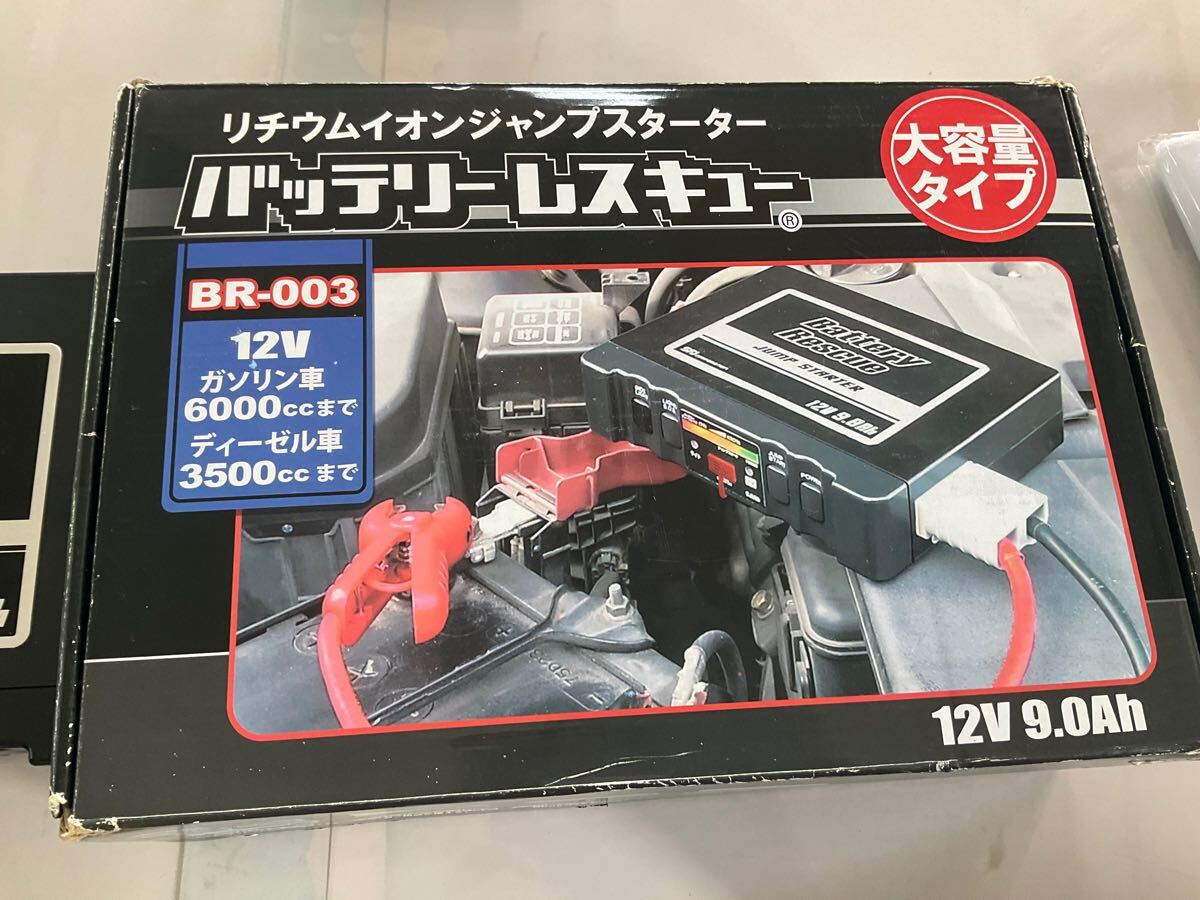 リチウムイオンジャンプスターター
バッテリーレスキュー®
大容量
タイプ
BR-003
12V
ガソリン車
6000ccまで
ディーゼル車
3500ccまで
Battery
Rescue
JUMP STARTER
12V 9.0Ah
POWER
75D23
12V 9.0Ah